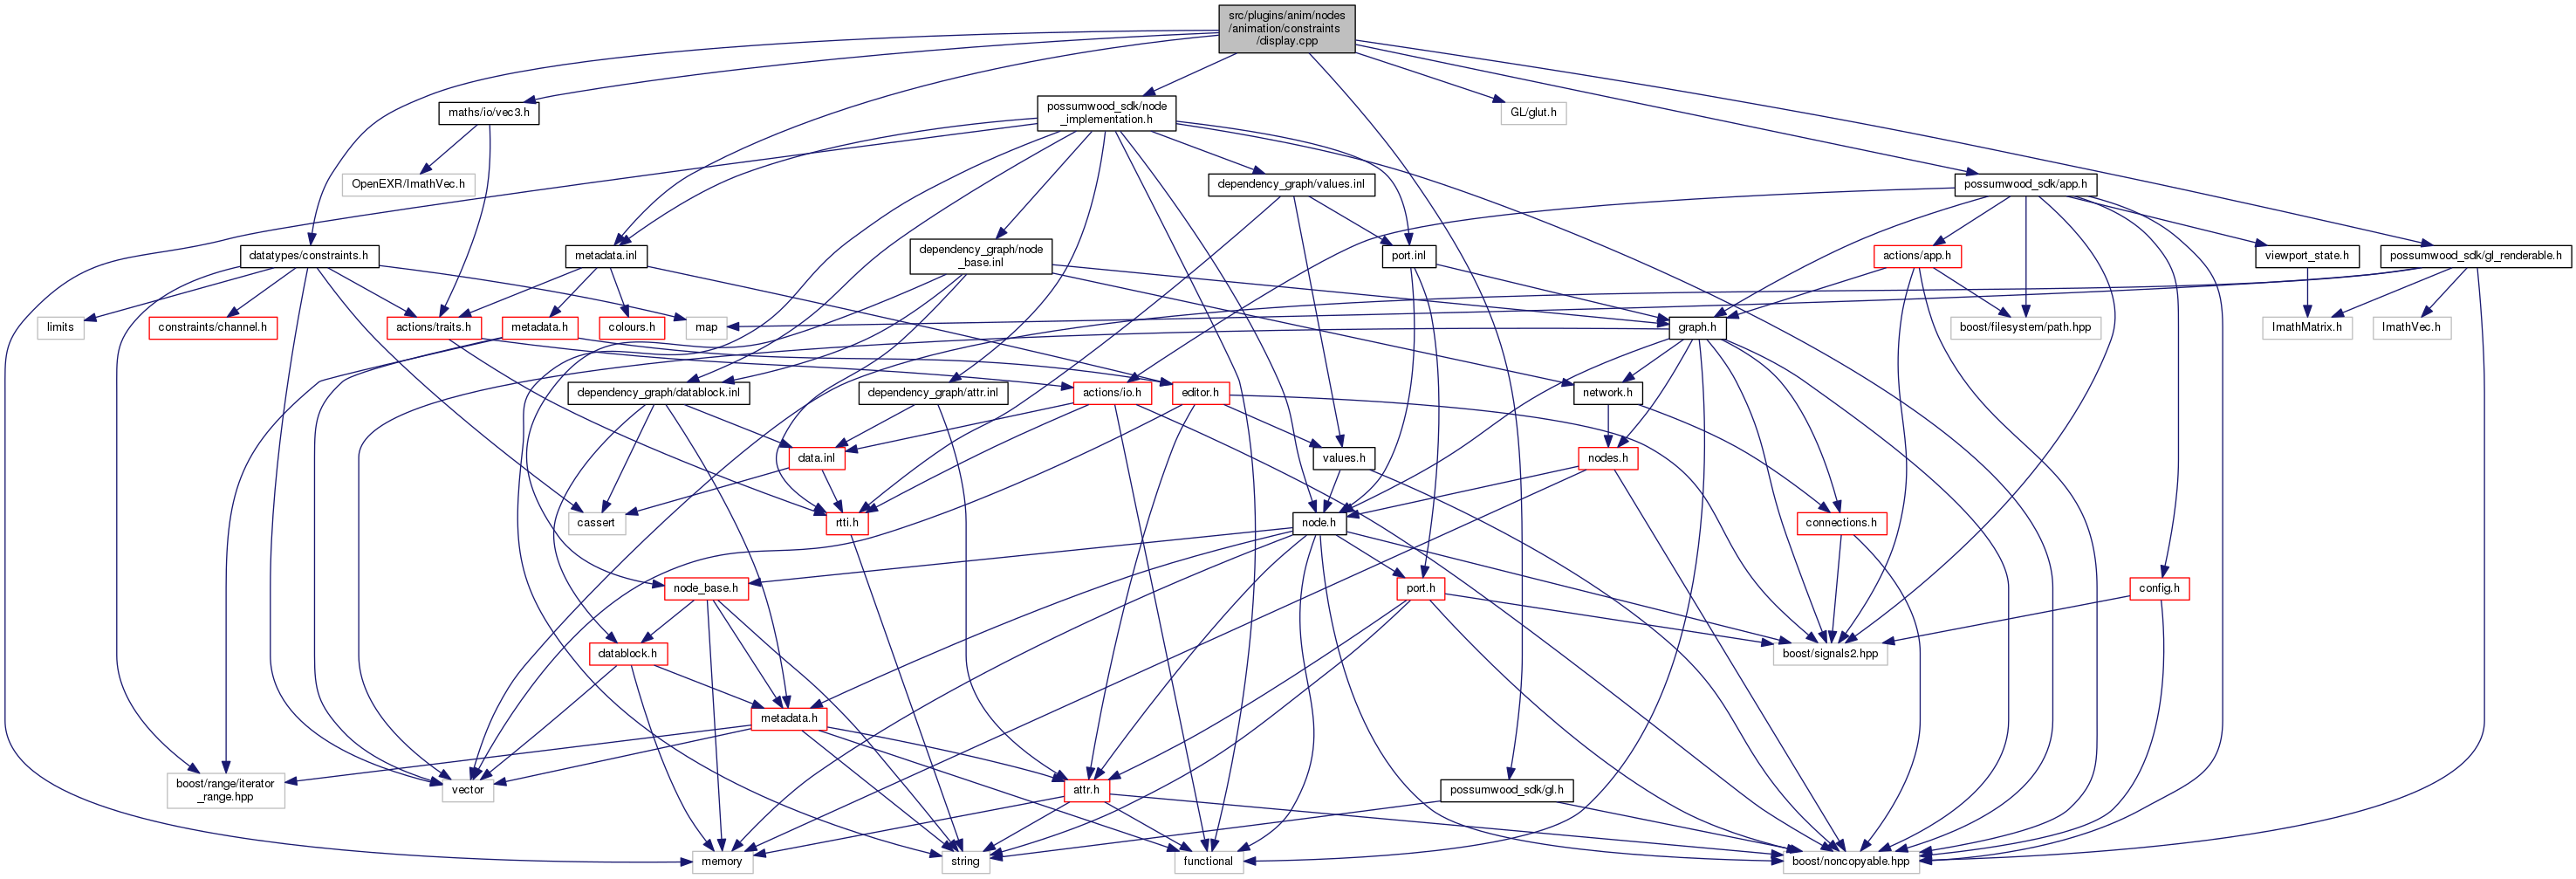 src/plugins/anim/nodes
/animation/constraints
/display.cpp
maths/io/vec3.h
possumwood_sdk/node
_implementation.h
GL/glut.h
OpenEXR/ImathVec.h
dependency_graph/values.inl
possumwood_sdk/app.h
datatypes/constraints.h
metadata.inl
dependency_graph/node
_base.inl
port.inl
actions/app.h
viewport_state.h
possumwood_sdk/gl_renderable.h
limits
constraints/channel.h
actions/traits.h
metadata.h
colours.h
map
graph.h
boost/filesystem/path.hpp
ImathMatrix.h
ImathVec.h
dependency_graph/datablock.inl
dependency_graph/attr.inl
actions/io.h
editor.h
network.h
data.inl
values.h
nodes.h
cassert
rtti.h
node.h
connections.h
node_base.h
port.h
config.h
datablock.h
boost/signals2.hpp
metadata.h
boost/range/iterator
_range.hpp
vector
attr.h
possumwood_sdk/gl.h
memory
string
functional
boost/noncopyable.hpp